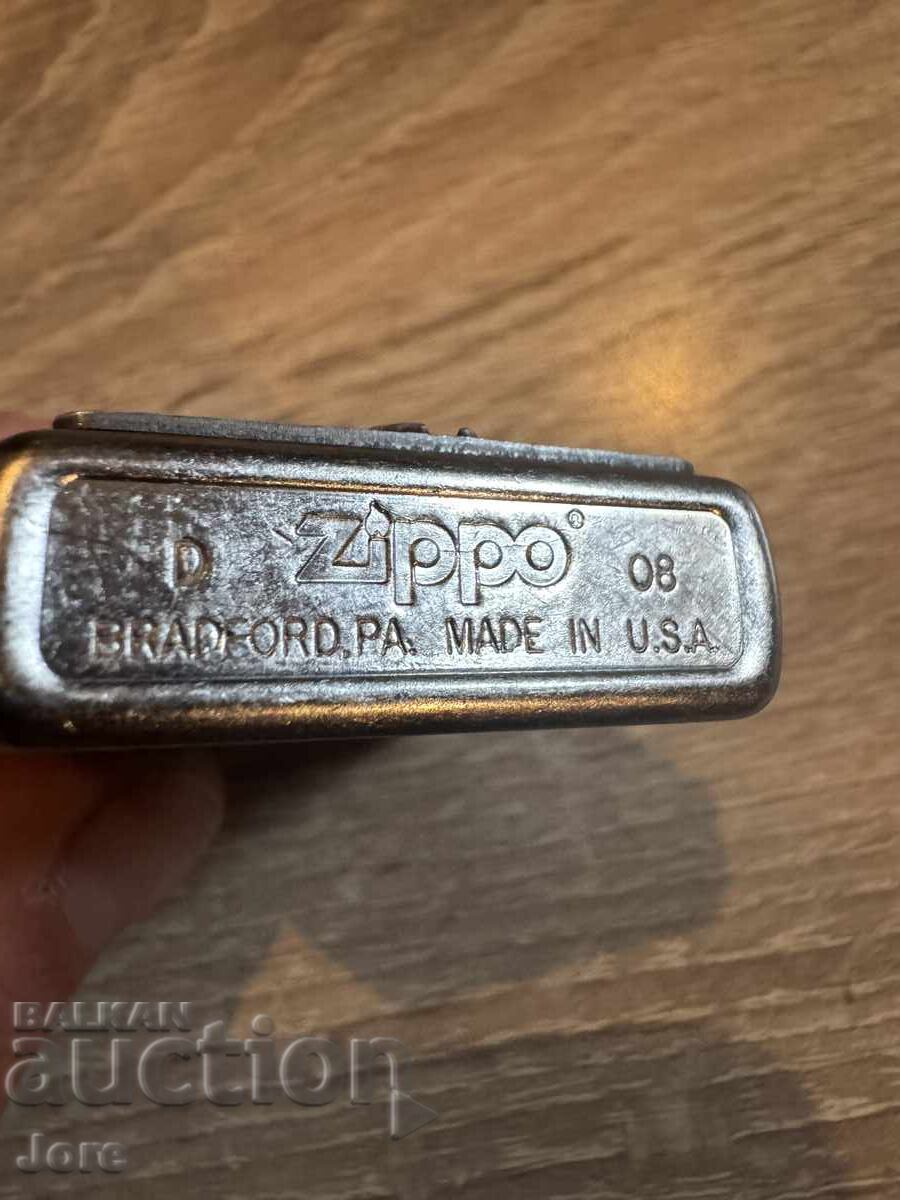 D Zippo® 08
BRADFORD, PA. MADE IN U.S.A.
BALKAN
auction
Jore